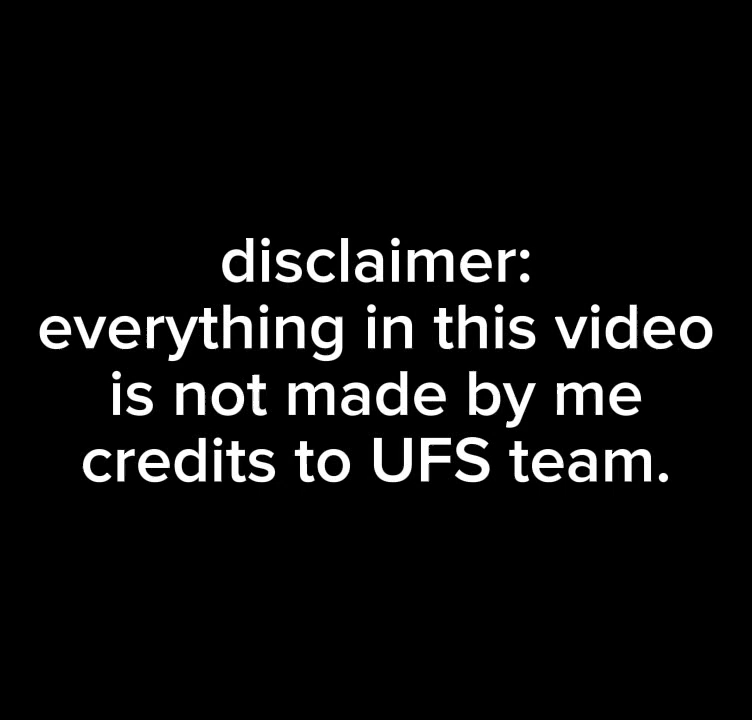 disclaimer:
everything in this video
is not made by me
credits to UFS team.